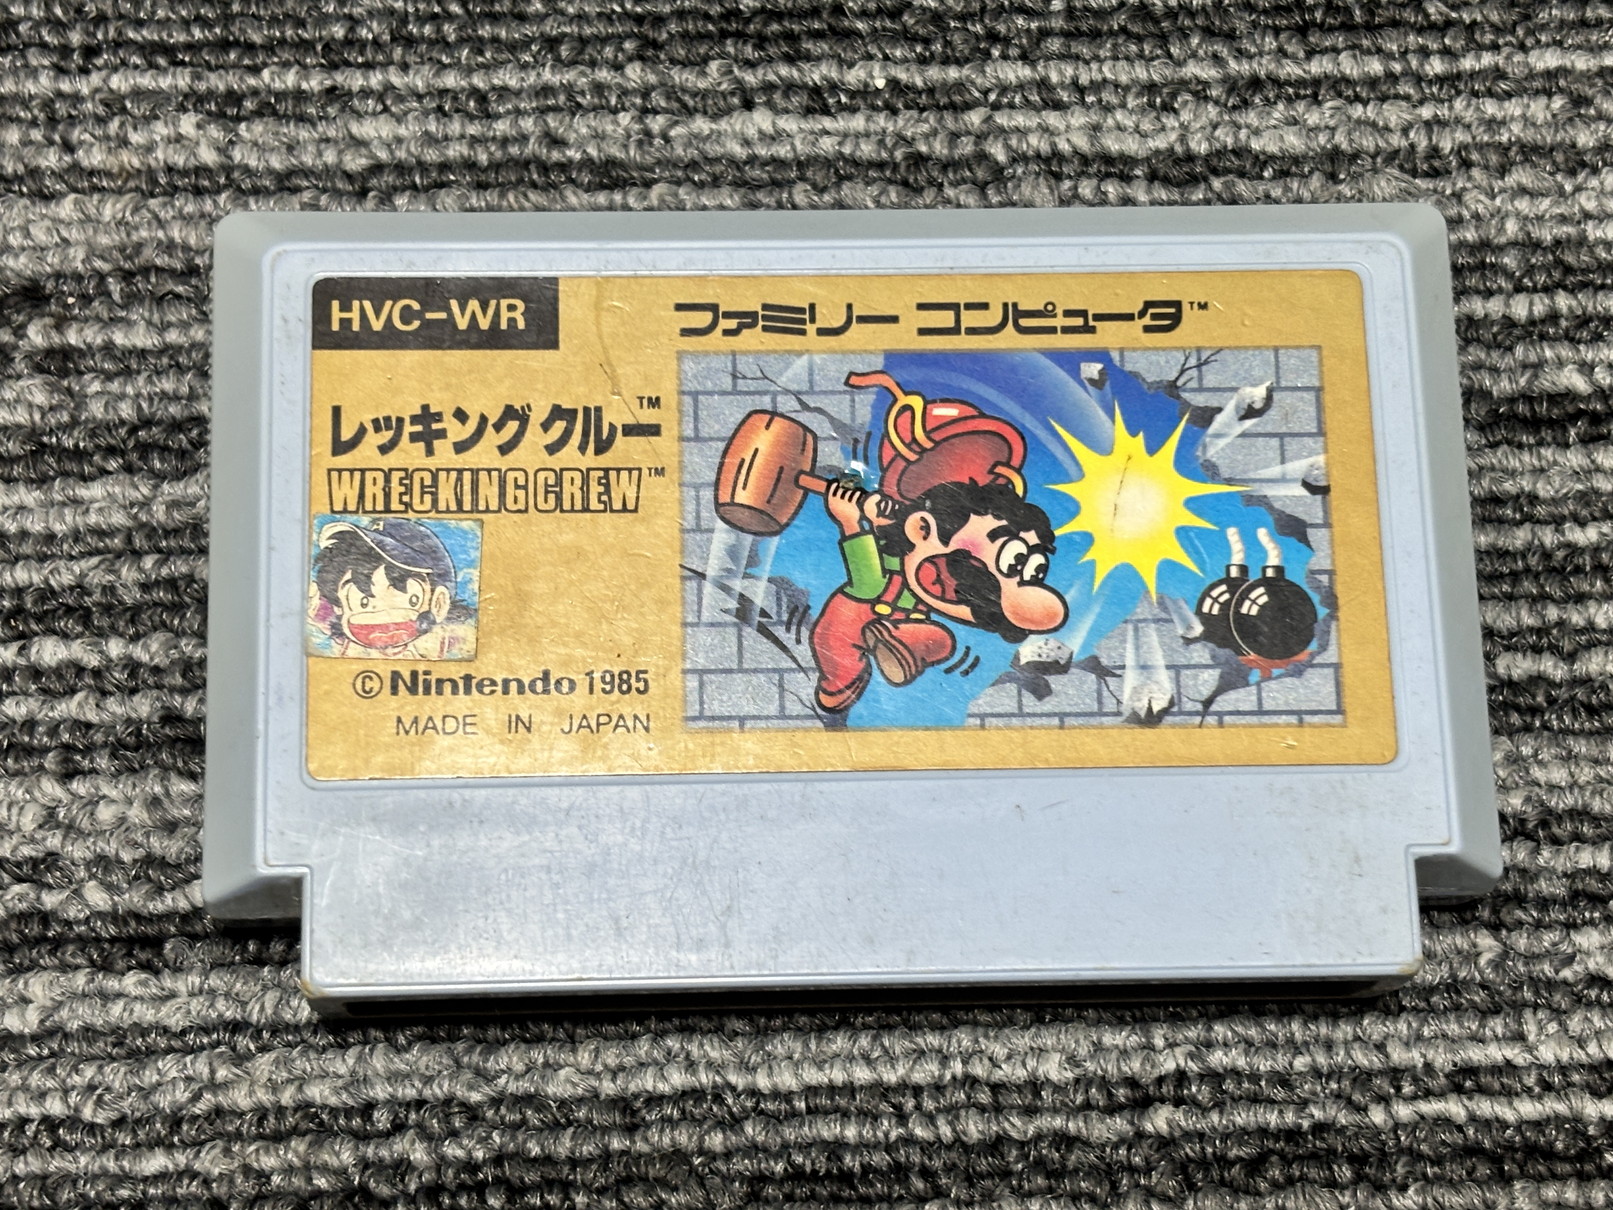 HVC-WR
ファミリー コンピュータ™
レッキングクルー™
WRECKING CREW™
© Nintendo 1985
MADE IN JAPAN